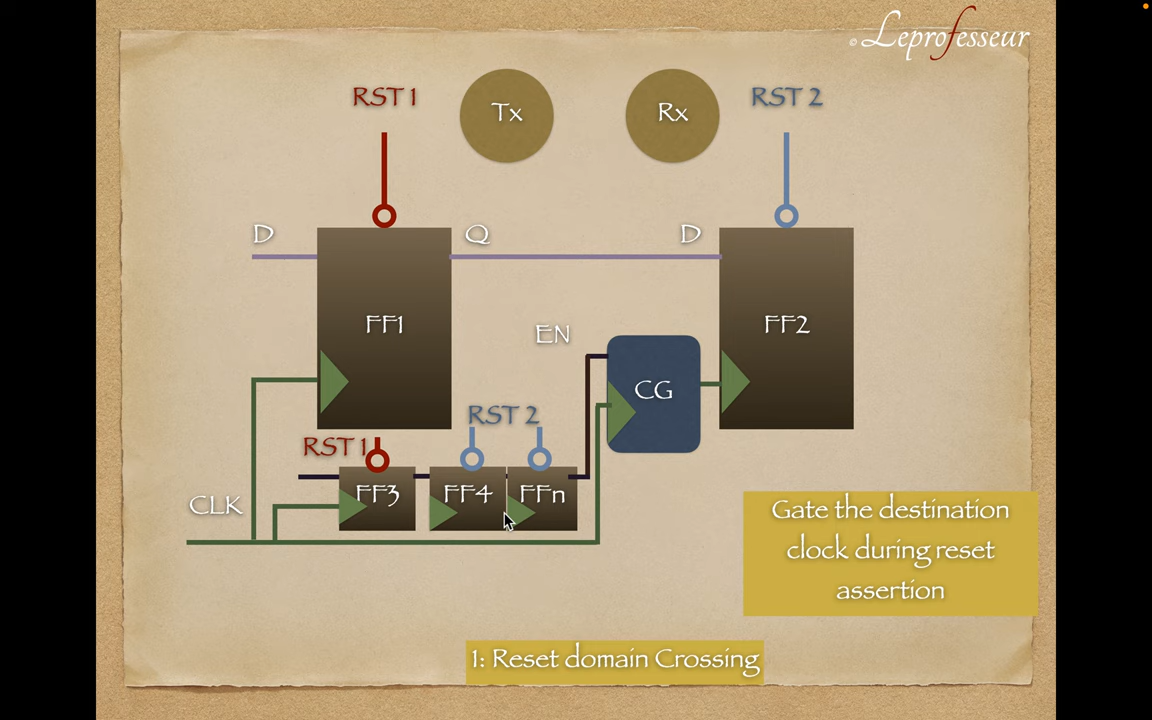 © Leprofesseur
RST 1
Tx
Rx
RST 2
D
Q
D
FF1
FF2
EN
CG
RST 2
RST 1
FF3
FF4
FFn
CLK
Gate the destination
clock during reset
assertion
1: Reset domain Crossing